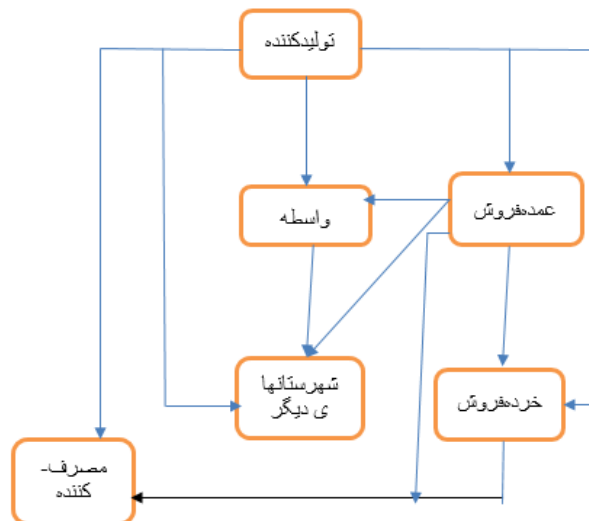 تولیدکننده
واسطه
عمده‌فروش
شهرستانها
ی دیگر
خرده‌فروش
مصرف-
کننده